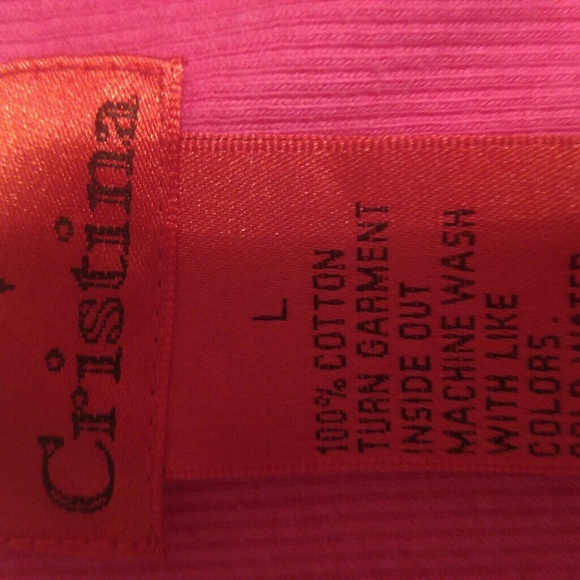 Cristina
L
100% COTTON
TURN GARMENT
INSIDE OUT
MACHINE WASH
WITH LIKE
COLORS.